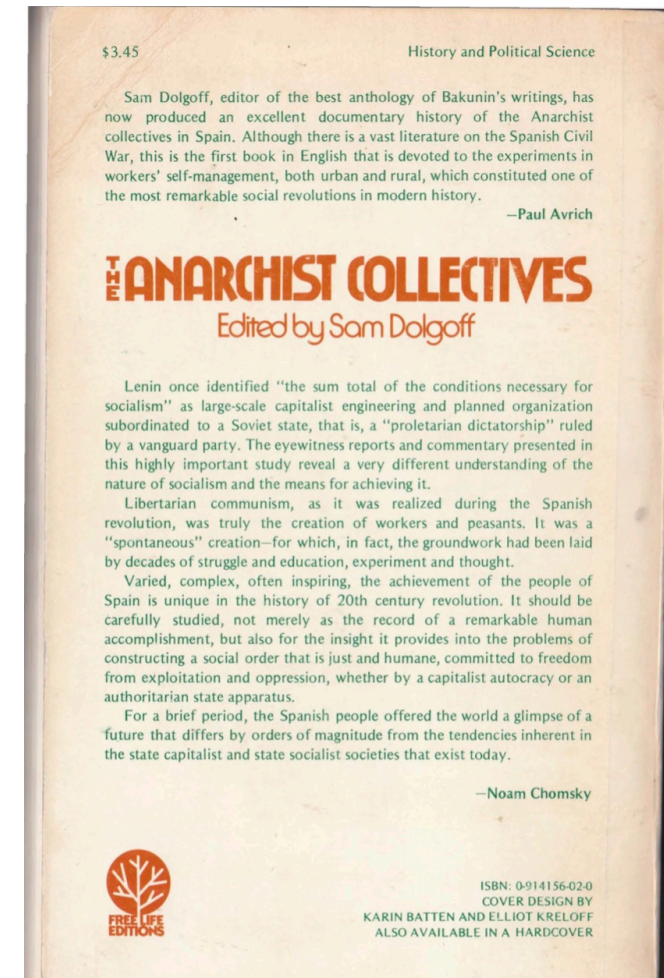 $3.45 History and Political Science
Sam Dolgoff, editor of the best anthology of Bakunin's writings, has
now produced an excellent documentary history of the Anarchist
collectives in Spain. Although there is a vast literature on the Spanish Civil
War, this is the first book in English that is devoted to the experiments in
workers' self-management, both urban and rural, which constituted one of
the most remarkable social revolutions in modern history.
—Paul Avrich
THE ANARCHIST COLLECTIVES
Edited by Sam Dolgoff
Lenin once identified "the sum total of the conditions necessary for
socialism" as large-scale capitalist engineering and planned organization
subordinated to a Soviet state, that is, a "proletarian dictatorship" ruled
by a vanguard party. The eyewitness reports and commentary presented in
this highly important study reveal a very different understanding of the
nature of socialism and the means for achieving it.
Libertarian communism, as it was realized during the Spanish
revolution, was truly the creation of workers and peasants. It was a
"spontaneous" creation—for which, in fact, the groundwork had been laid
by decades of struggle and education, experiment and thought.
Varied, complex, often inspiring, the achievement of the people of
Spain is unique in the history of 20th century revolution. It should be
carefully studied, not merely as the record of a remarkable human
accomplishment, but also for the insight it provides into the problems of
constructing a social order that is just and humane, committed to freedom
from exploitation and oppression, whether by a capitalist autocracy or an
authoritarian state apparatus.
For a brief period, the Spanish people offered the world a glimpse of a
future that differs by orders of magnitude from the tendencies inherent in
the state capitalist and state socialist societies that exist today.
—Noam Chomsky
FREE LIFE
EDITIONS
ISBN: 0-914156-02-0
COVER DESIGN BY
KARIN BATTEN AND ELLIOT KRELOFF
ALSO AVAILABLE IN A HARDCOVER